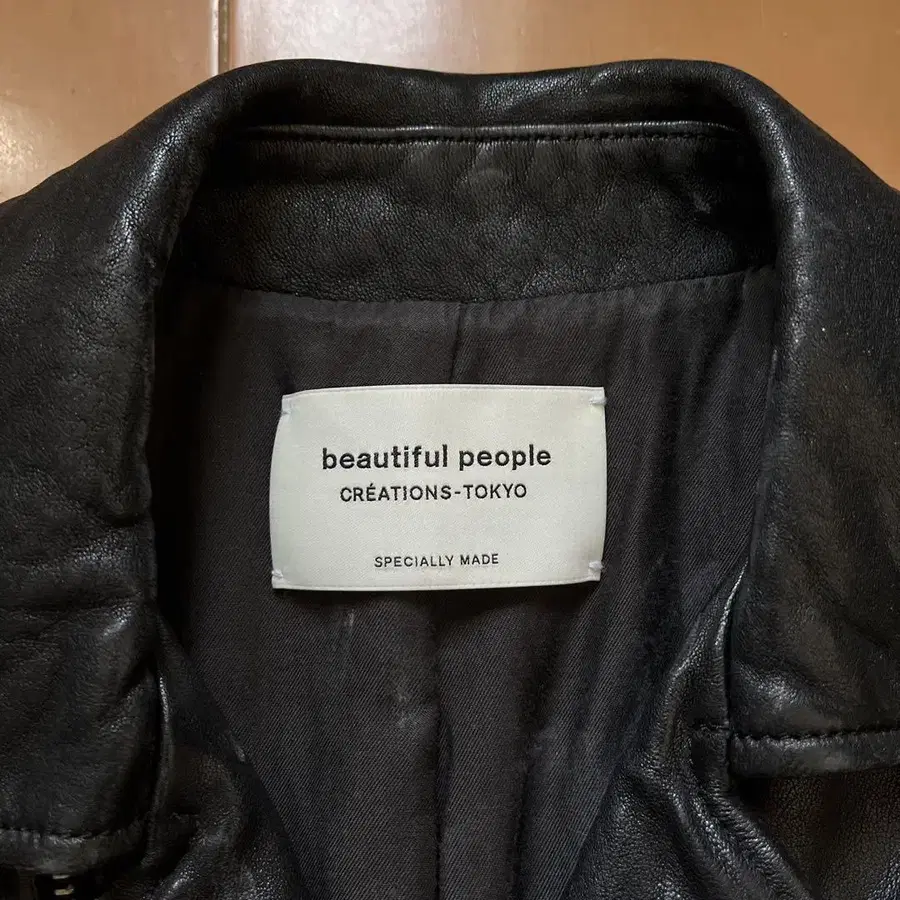 beautiful people
CRÉATIONS-TOKYO
SPECIALLY MADE